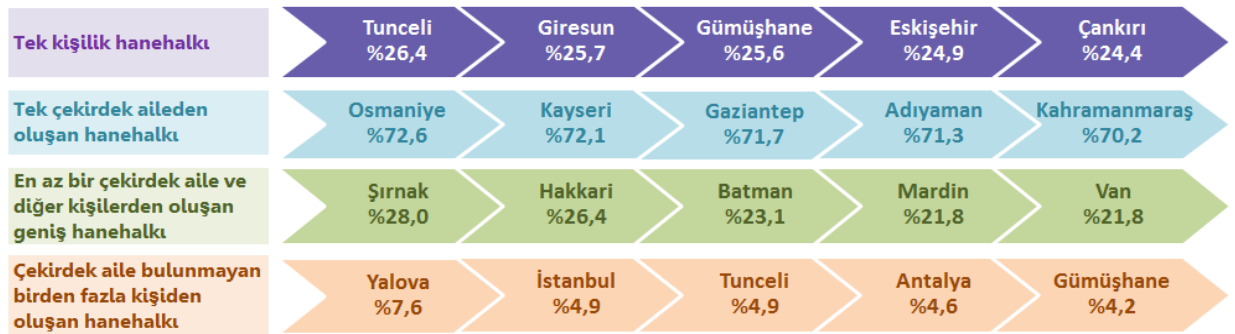 Tek kişilik hanehalkı
Tunceli Giresun Gümüşhane Eskişehir Çankırı
%26,4 %25,7 %25,6 %24,9 %24,4
Tek çekirdek aileden
oluşan hanehalkı
Osmaniye Kayseri Gaziantep Adıyaman Kahramanmaraş
%72,6 %72,1 %71,7 %71,3 %70,2
En az bir çekirdek aile ve
diğer kişilerden oluşan
geniş hanehalkı
Şırnak Hakkari Batman Mardin Van
%28,0 %26,4 %23,1 %21,8 %21,8
Çekirdek aile bulunmayan
birden fazla kişiden
oluşan hanehalkı
Yalova İstanbul Tunceli Antalya Gümüşhane
%7,6 %4,9 %4,9 %4,6 %4,2